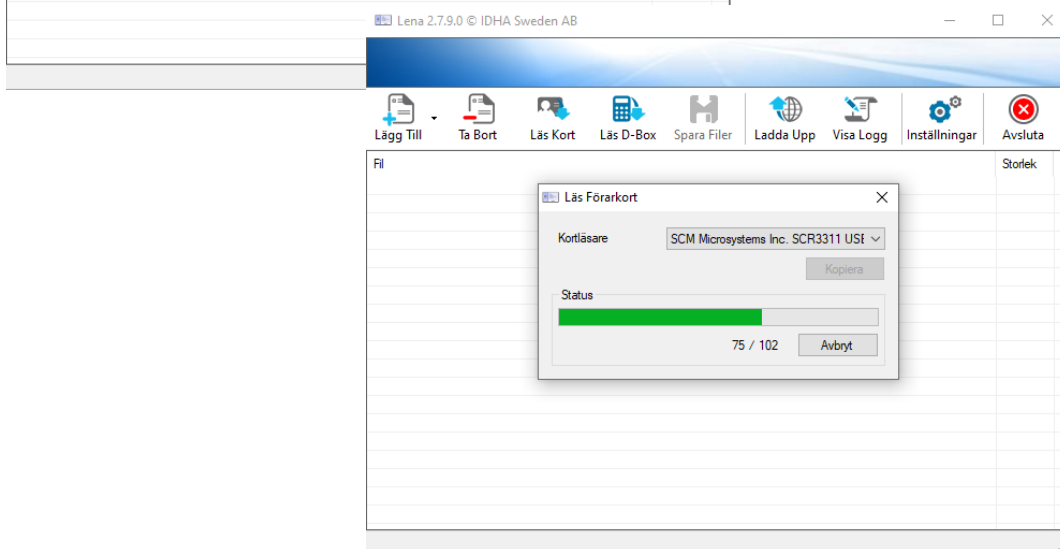 Lena 2.7.9.0 © IDHA Sweden AB
Lägg Till Ta Bort Läs Kort Läs D-Box Spara Filer Ladda Upp Visa Logg Inställningar Avsluta
Fil Storlek
Läs Förarkort
Kortläsare SCM Microsystems Inc. SCR3311 USE
Kopiera
Status
75 / 102 Avbryt